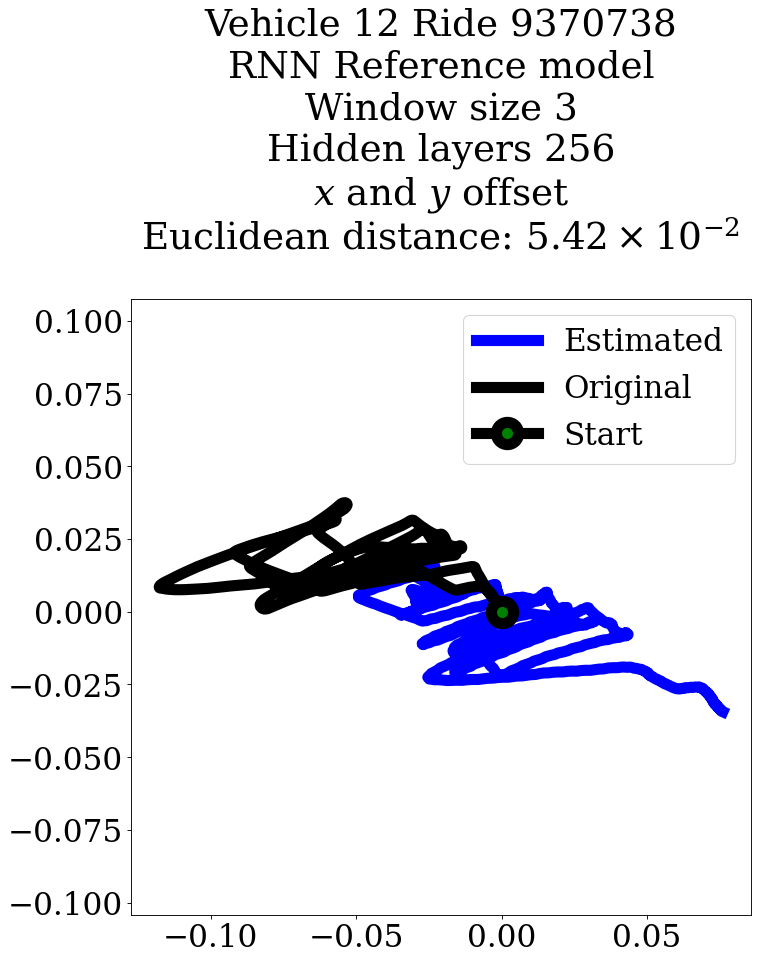 Vehicle 12 Ride 9370738
RNN Reference model
Window size 3
Hidden layers 256
x and y offset
Euclidean distance: 5.42 × 10⁻²
Estimated
Original
Start
0.100
0.075
0.050
0.025
0.000
−0.025
−0.050
−0.075
−0.100
−0.10 −0.05 0.00 0.05